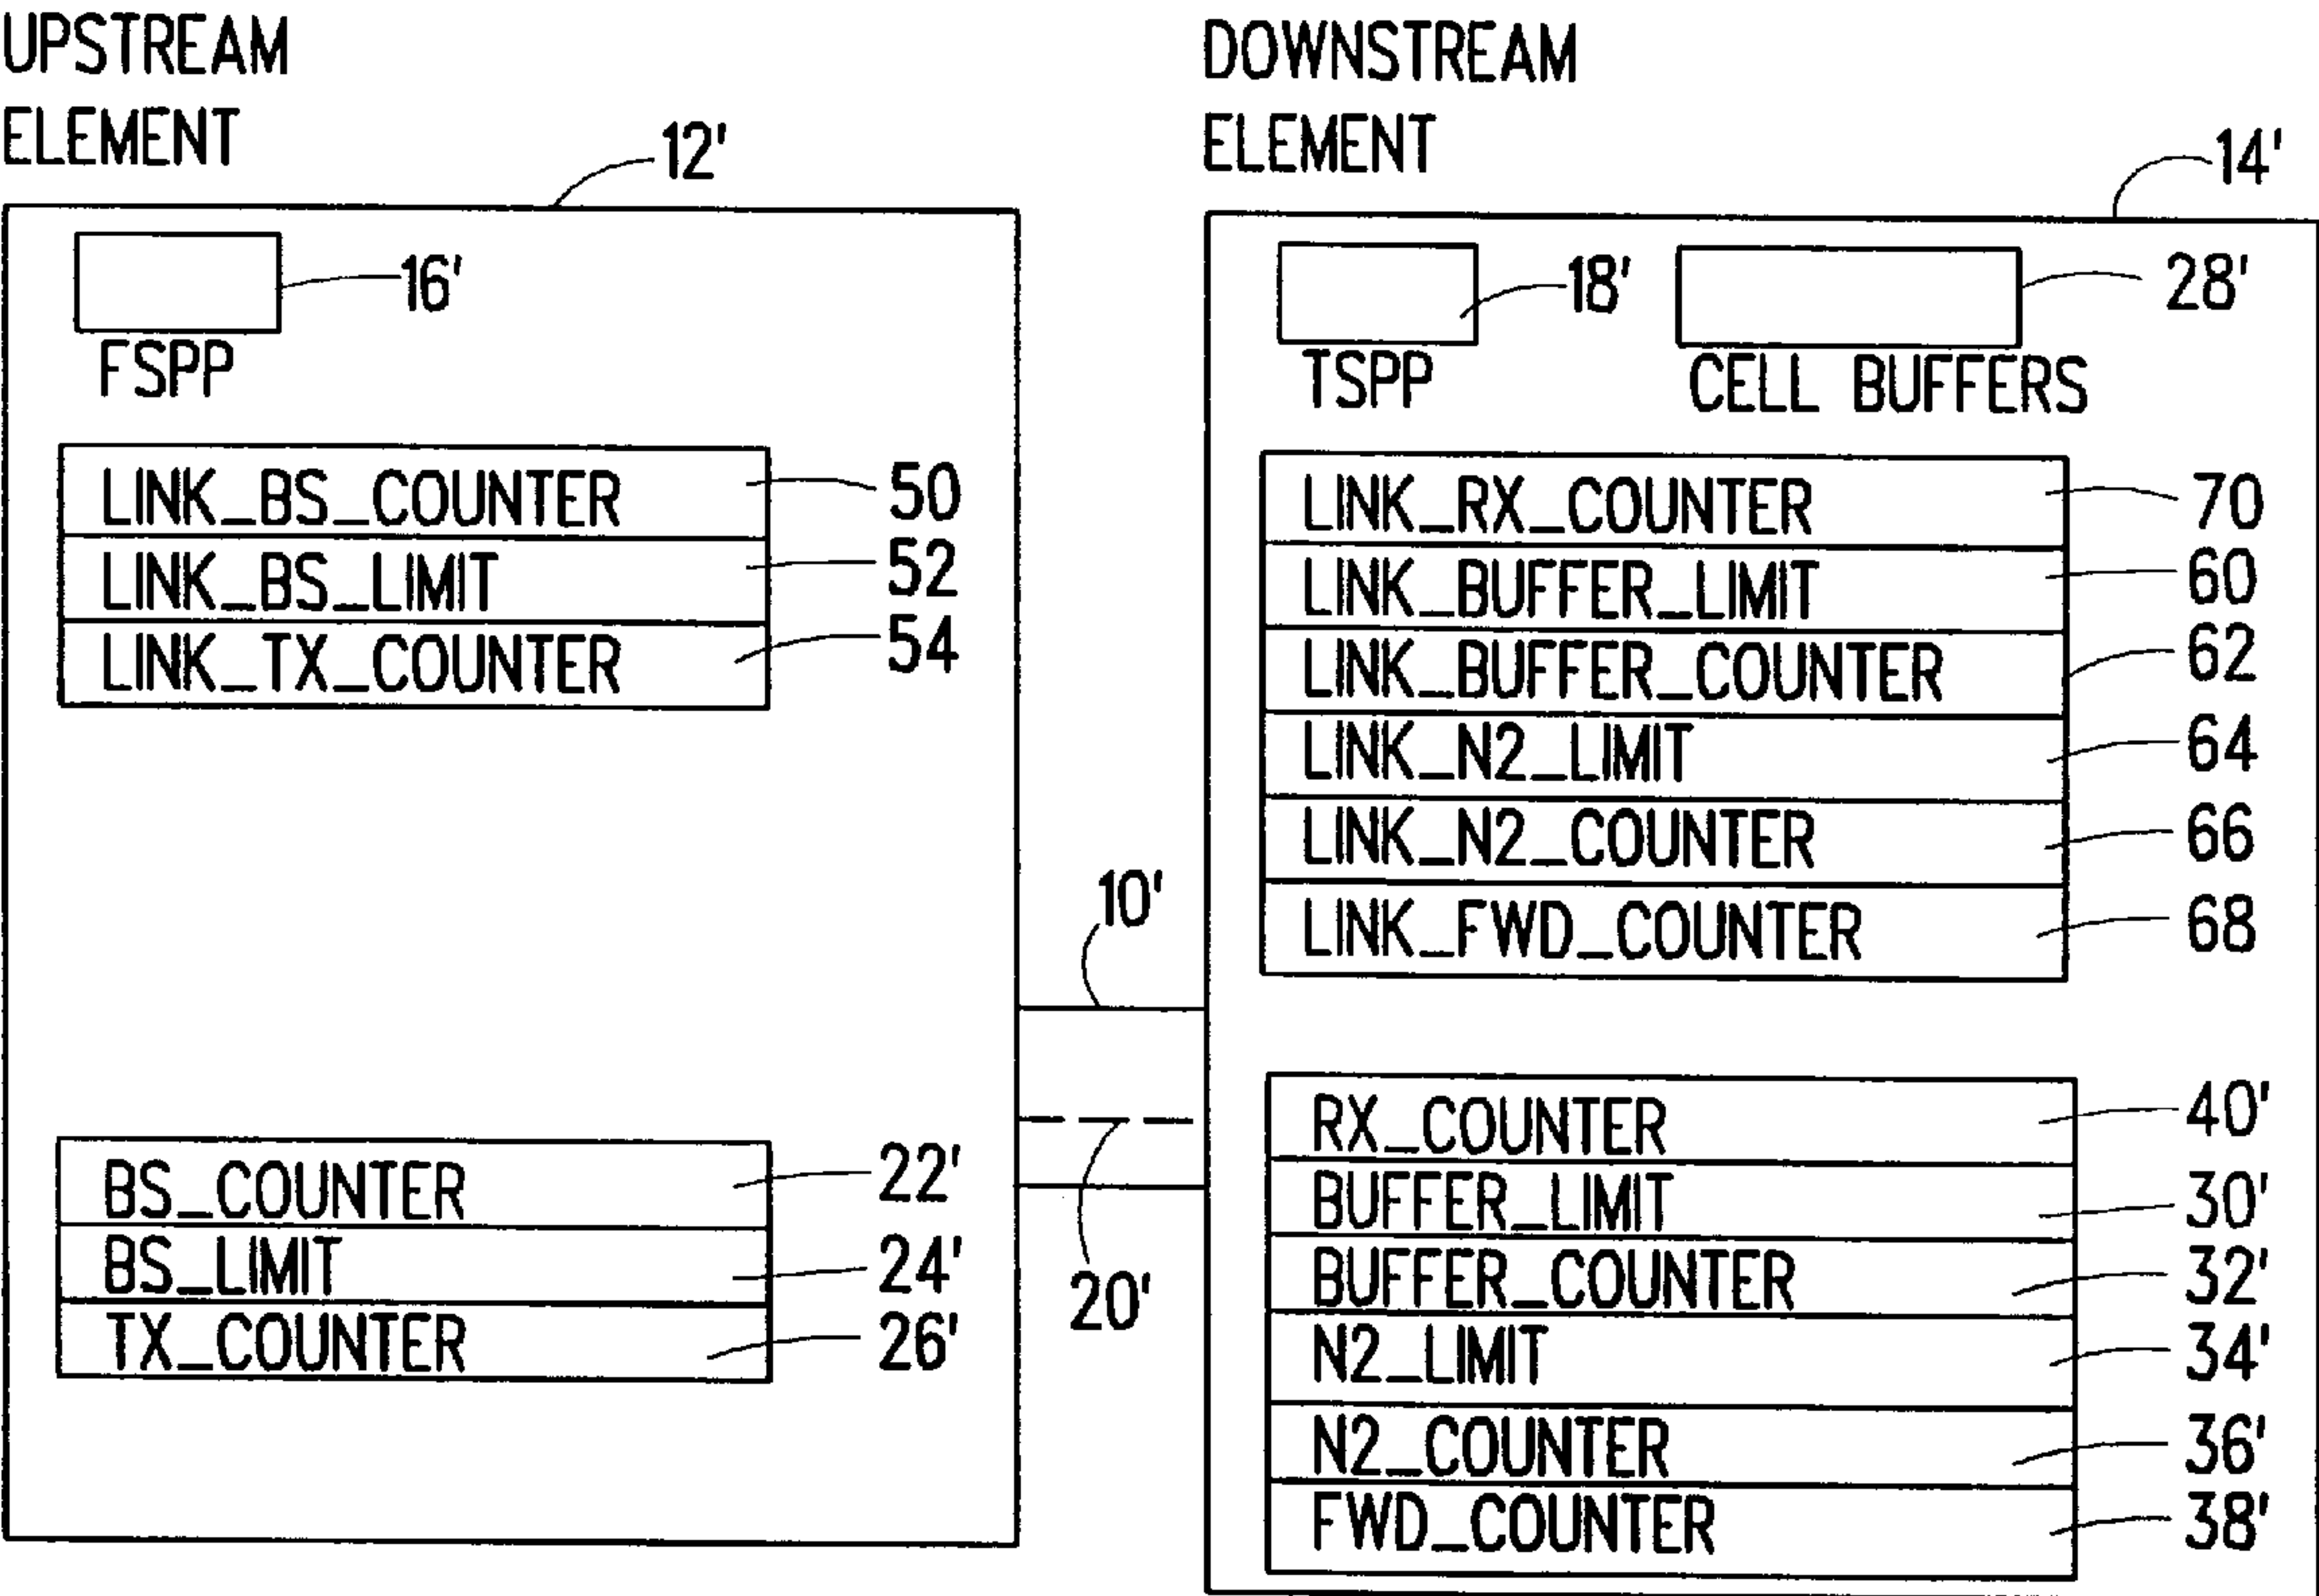 UPSTREAM
ELEMENT
12'
16'
FSPP
LINK_BS_COUNTER 50
LINK_BS_LIMIT 52
LINK_TX_COUNTER 54
BS_COUNTER 22'
BS_LIMIT 24'
TX_COUNTER 26'
10'
20'
DOWNSTREAM
ELEMENT
14'
18' 28'
TSPP CELL BUFFERS
LINK_RX_COUNTER 70
LINK_BUFFER_LIMIT 60
LINK_BUFFER_COUNTER 62
LINK_N2_LIMIT 64
LINK_N2_COUNTER 66
LINK_FWD_COUNTER 68
RX_COUNTER 40'
BUFFER_LIMIT 30'
BUFFER_COUNTER 32'
N2_LIMIT 34'
N2_COUNTER 36'
FWD_COUNTER 38'